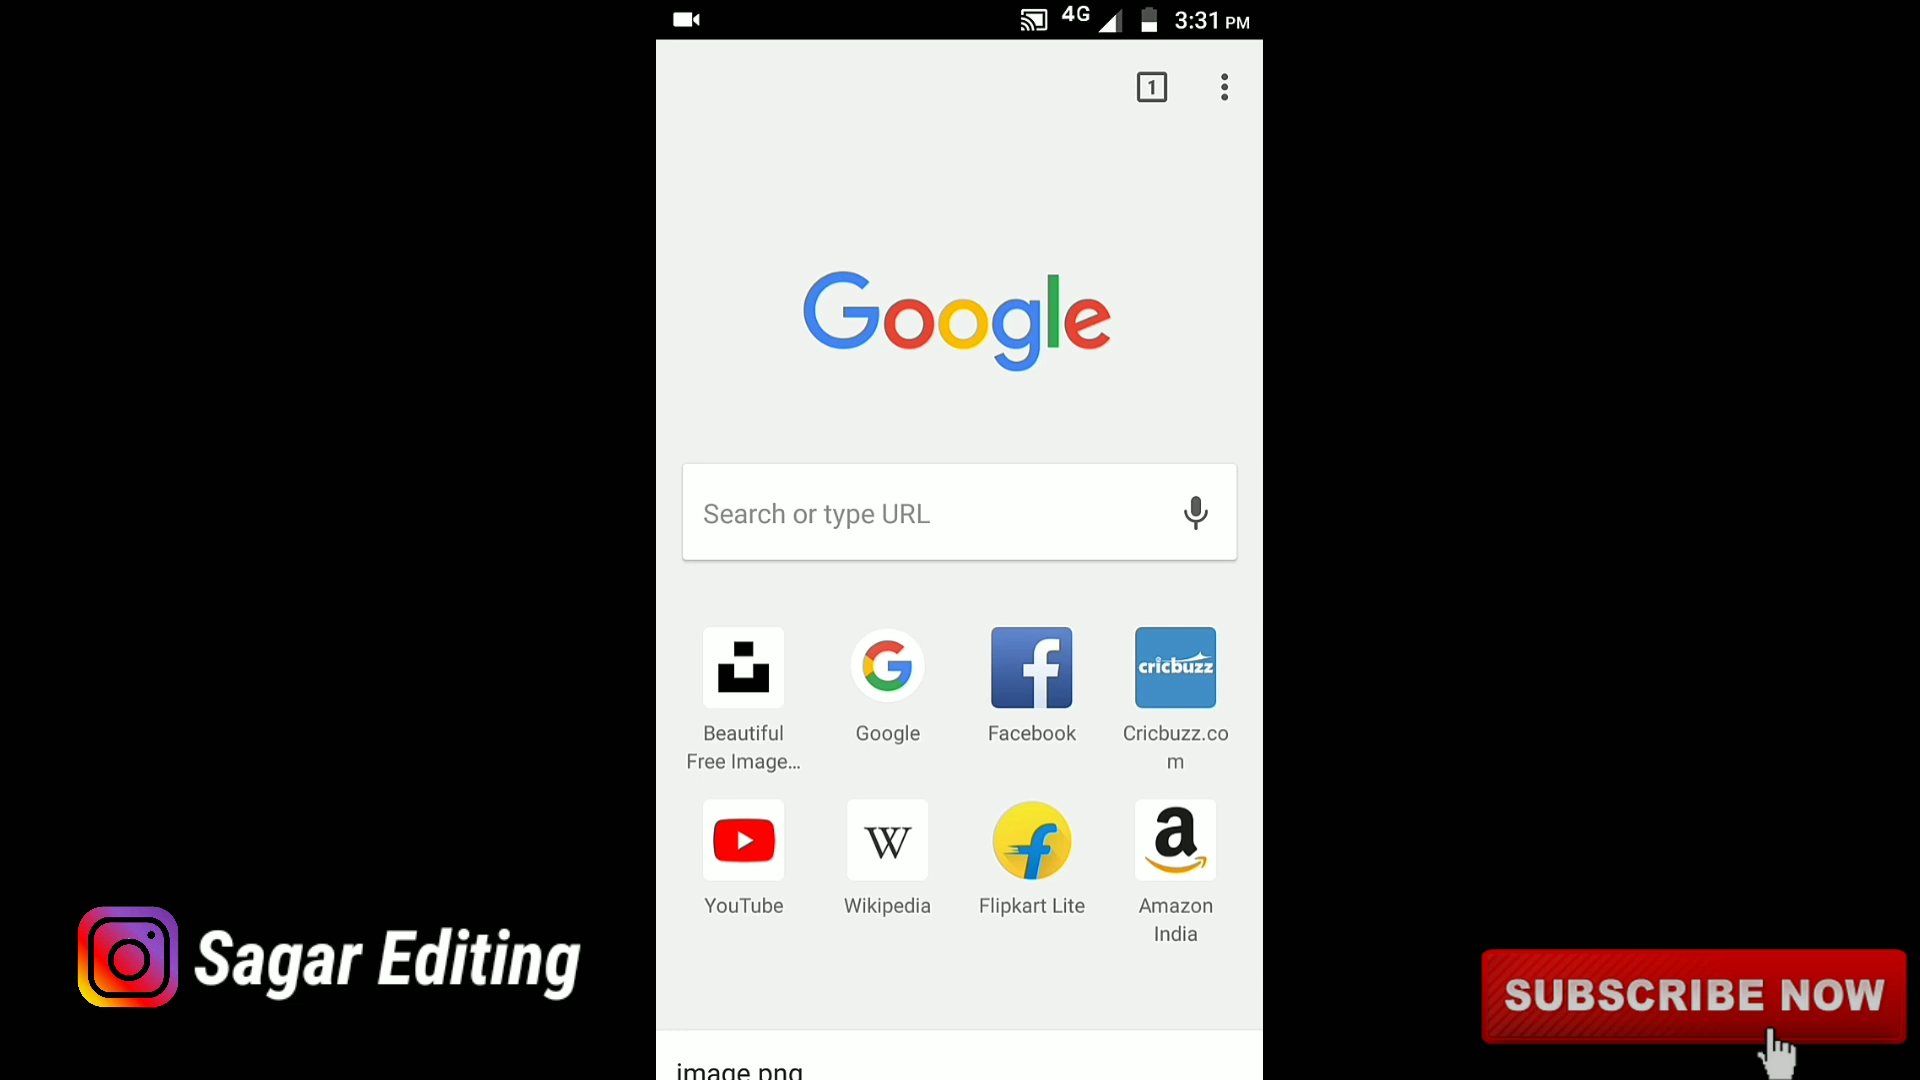 4G 3:31 PM
1
Google
Search or type URL
cricbuzz
Beautiful Free Image...
Google
Facebook
Cricbuzz.com
W
a
YouTube
Wikipedia
Flipkart Lite
Amazon India
Sagar Editing
SUBSCRIBE NOW
image.png